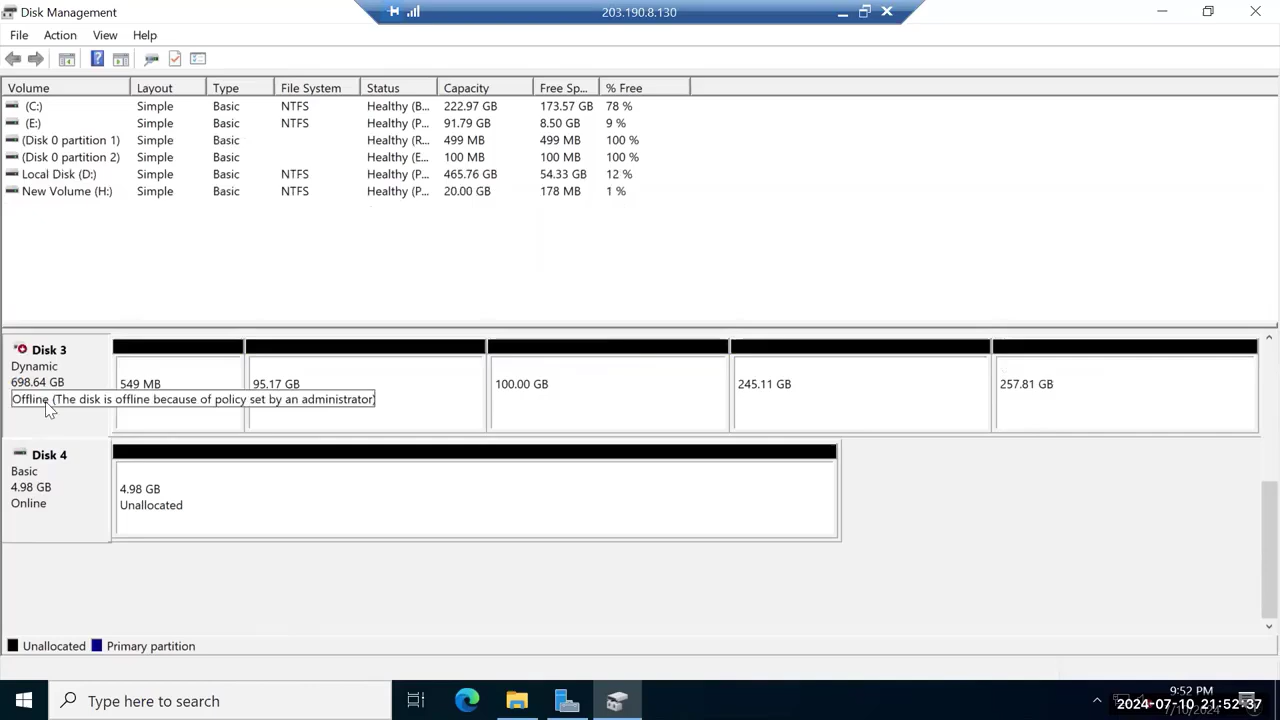 Disk Management
203.190.8.130
File Action View Help
Volume Layout Type File System Status Capacity Free Sp... % Free
(C:) Simple Basic NTFS Healthy (B... 222.97 GB 173.57 GB 78 %
(E:) Simple Basic NTFS Healthy (P... 91.79 GB 8.50 GB 9 %
(Disk 0 partition 1) Simple Basic Healthy (R... 499 MB 499 MB 100 %
(Disk 0 partition 2) Simple Basic Healthy (E... 100 MB 100 MB 100 %
Local Disk (D:) Simple Basic NTFS Healthy (P... 465.76 GB 54.33 GB 12 %
New Volume (H:) Simple Basic NTFS Healthy (P... 20.00 GB 178 MB 1 %
Disk 3
Dynamic
698.64 GB
549 MB 95.17 GB 100.00 GB 245.11 GB 257.81 GB
Offline (The disk is offline because of policy set by an administrator)
Disk 4
Basic
4.98 GB
Online
4.98 GB
Unallocated
Unallocated Primary partition
Type here to search
9:52 PM
7/10/2024
2024-07-10 21:52:37